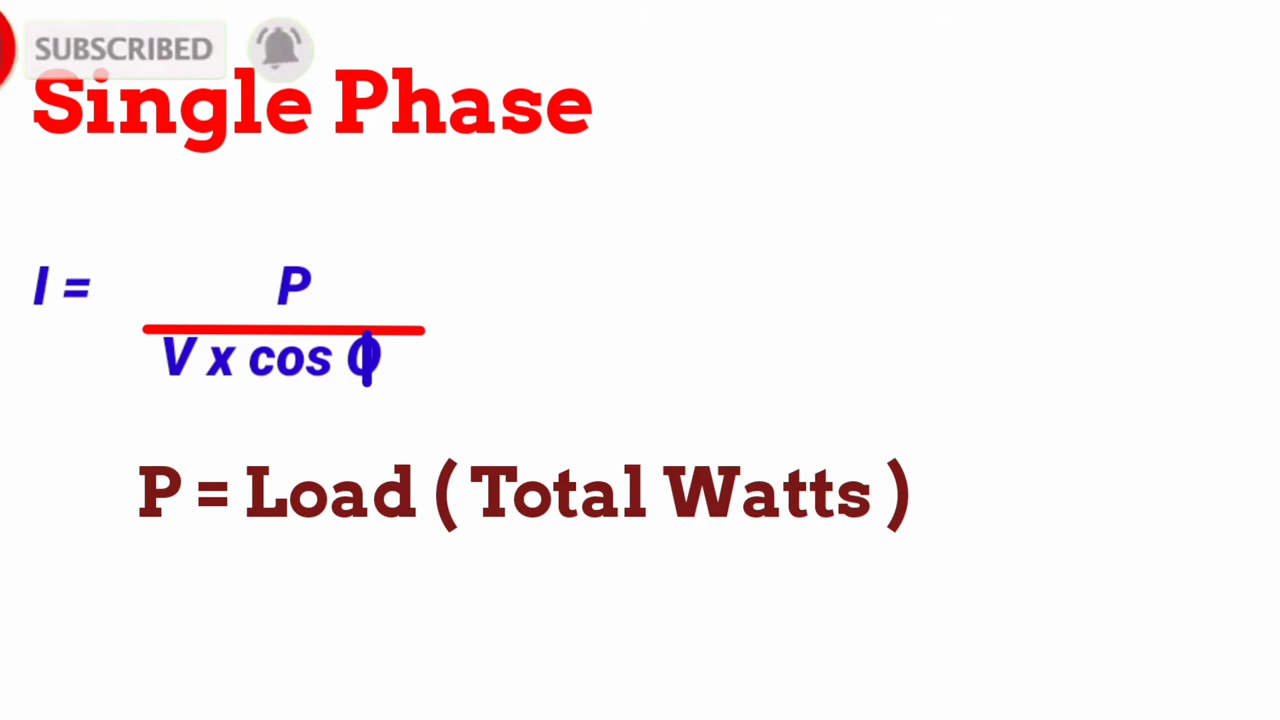 SUBSCRIBED
Single Phase
I = P
V x cos Φ
P = Load ( Total Watts )